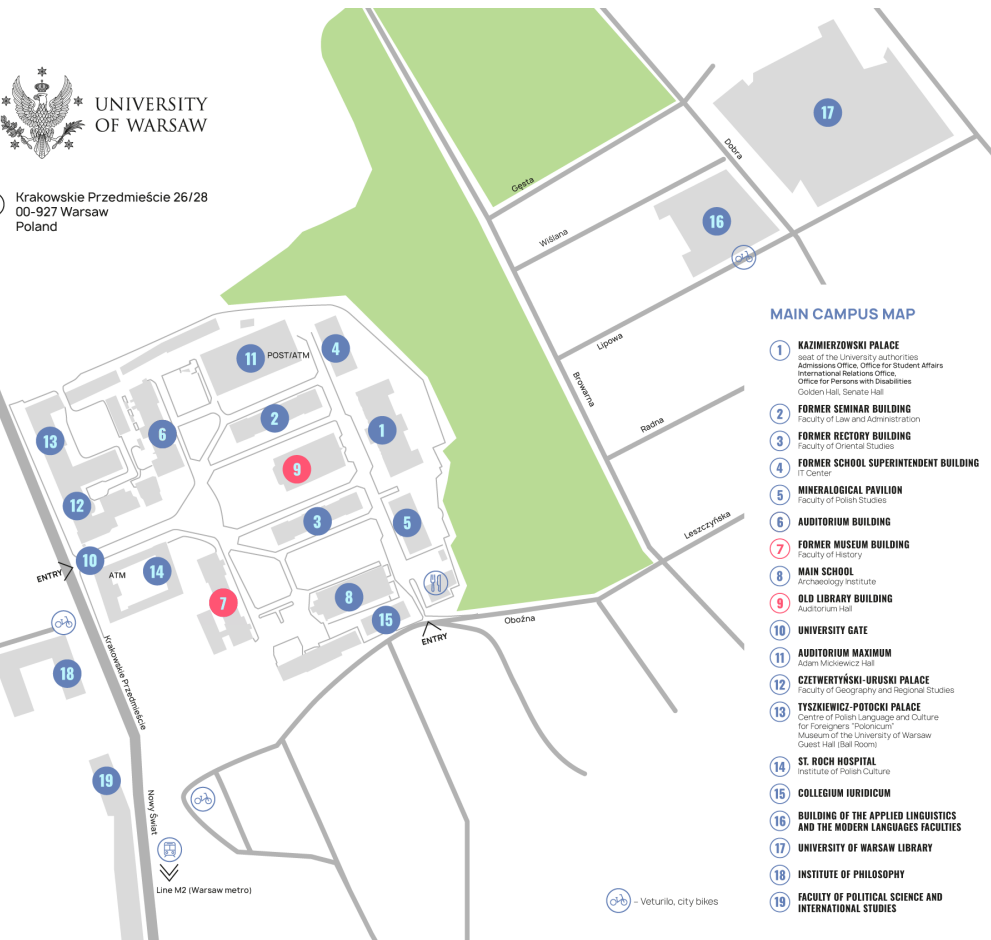 UNIVERSITY
OF WARSAW
Krakowskie Przedmieście 26/28
00-927 Warsaw
Poland
17
Dobra
Gęsta
16
Wiślana
Lipowa
Browarna
Radna
Leszczyńska
11
POST/ATM
4
2
1
13
6
9
12
3
5
10
ENTRY
ATM
14
7
8
15
Oboźna
ENTRY
18
Krakowskie Przedmieście
19
Nowy Świat
Line M2 (Warsaw metro)
– Veturilo, city bikes
MAIN CAMPUS MAP
1 KAZIMIERZOWSKI PALACE
seat of the University authorities
Admissions Office, Office for Student Affairs
International Relations Office,
Office for Persons with Disabilities
Golden Hall, Senate Hall
2 FORMER SEMINAR BUILDING
Faculty of Law and Administration
3 FORMER RECTORY BUILDING
Faculty of Oriental Studies
4 FORMER SCHOOL SUPERINTENDENT BUILDING
IT Center
5 MINERALOGICAL PAVILION
Faculty of Polish Studies
6 AUDITORIUM BUILDING
7 FORMER MUSEUM BUILDING
Faculty of History
8 MAIN SCHOOL
Archaeology Institute
9 OLD LIBRARY BUILDING
Auditorium Hall
10 UNIVERSITY GATE
11 AUDITORIUM MAXIMUM
Adam Mickiewicz Hall
12 CZETWERTYŃSKI-URUSKI PALACE
Faculty of Geography and Regional Studies
13 TYSZKIEWICZ-POTOCKI PALACE
Centre of Polish Language and Culture
for Foreigners "Polonicum"
Museum of the University of Warsaw
Guest Hall (Ball Room)
14 ST. ROCH HOSPITAL
Institute of Polish Culture
15 COLLEGIUM IURIDICUM
16 BUILDING OF THE APPLIED LINGUISTICS
AND THE MODERN LANGUAGES FACULTIES
17 UNIVERSITY OF WARSAW LIBRARY
18 INSTITUTE OF PHILOSOPHY
19 FACULTY OF POLITICAL SCIENCE AND
INTERNATIONAL STUDIES